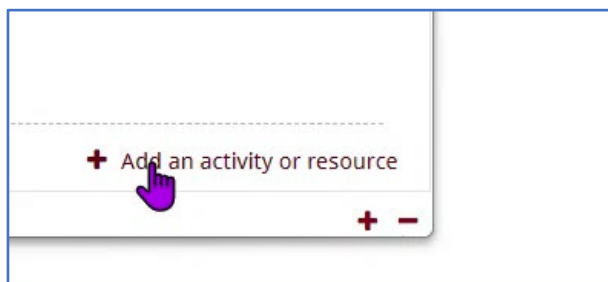 + Add an activity or resource
+ −